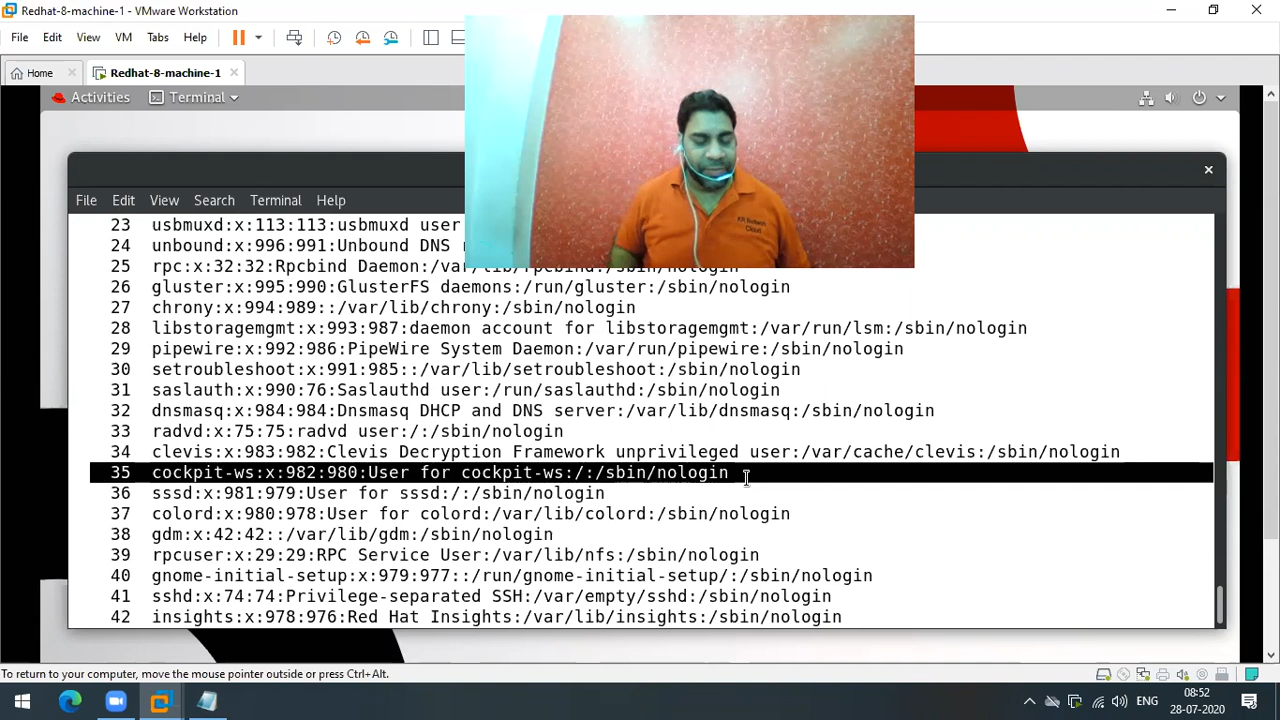 Redhat-8-machine-1 - VMware Workstation
File Edit View VM Tabs Help
Home
Redhat-8-machine-1
Activities
Terminal
File Edit View Search Terminal Help
23 usbmuxd:x:113:113:usbmuxd user
24 unbound:x:996:991:Unbound DNS
25 rpc:x:32:32:Rpcbind Daemon:/var/lib/rpcbind:/sbin/nologin
26 gluster:x:995:990:GlusterFS daemons:/run/gluster:/sbin/nologin
27 chrony:x:994:989::/var/lib/chrony:/sbin/nologin
28 libstoragemgmt:x:993:987:daemon account for libstoragemgmt:/var/run/lsm:/sbin/nologin
29 pipewire:x:992:986:PipeWire System Daemon:/var/run/pipewire:/sbin/nologin
30 setroubleshoot:x:991:985::/var/lib/setroubleshoot:/sbin/nologin
31 saslauth:x:990:76:Saslauthd user:/run/saslauthd:/sbin/nologin
32 dnsmasq:x:984:984:Dnsmasq DHCP and DNS server:/var/lib/dnsmasq:/sbin/nologin
33 radvd:x:75:75:radvd user:/:/sbin/nologin
34 clevis:x:983:982:Clevis Decryption Framework unprivileged user:/var/cache/clevis:/sbin/nologin
35 cockpit-ws:x:982:980:User for cockpit-ws:/:/sbin/nologin
36 sssd:x:981:979:User for sssd:/:/sbin/nologin
37 colord:x:980:978:User for colord:/var/lib/colord:/sbin/nologin
38 gdm:x:42:42::/var/lib/gdm:/sbin/nologin
39 rpcuser:x:29:29:RPC Service User:/var/lib/nfs:/sbin/nologin
40 gnome-initial-setup:x:979:977::/run/gnome-initial-setup/:/sbin/nologin
41 sshd:x:74:74:Privilege-separated SSH:/var/empty/sshd:/sbin/nologin
42 insights:x:978:976:Red Hat Insights:/var/lib/insights:/sbin/nologin
To return to your computer, move the mouse pointer outside or press Ctrl+Alt.
ENG
08:52
28-07-2020